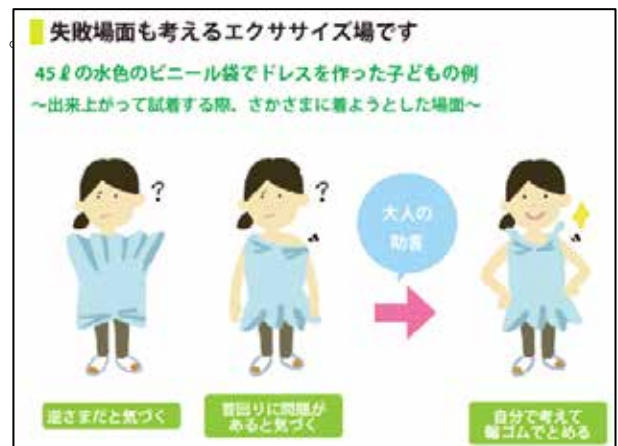 失敗場面も考えるエクササイズ場です
45ℓの水色のビニール袋でドレスを作った子どもの例
～出来上がって試着する際、さかさまに着ようとした場面～
?
?
大人の
助言
逆さまだと気づく
首回りに問題が
あると気づく
自分で考えて
輪ゴムでとめる